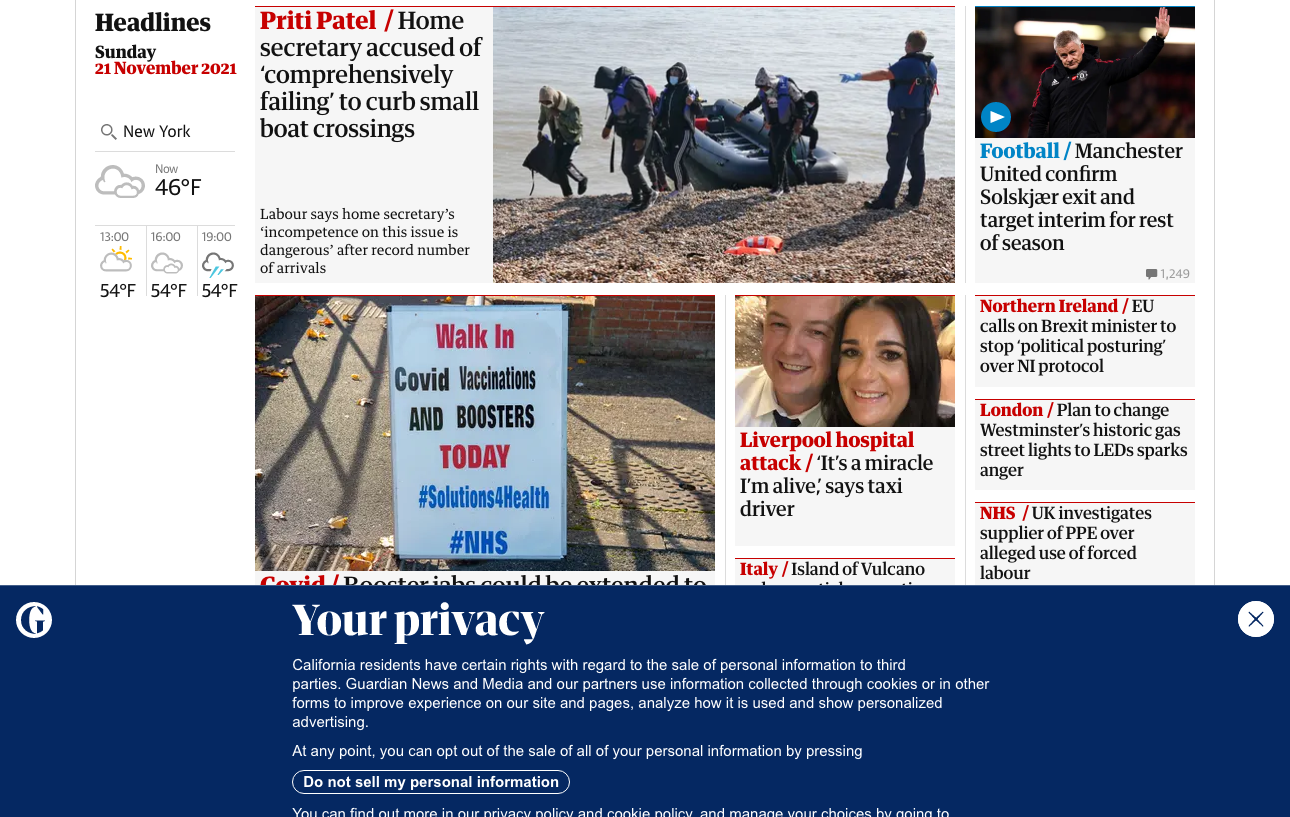 Headlines
Sunday
21 November 2021
New York
Now
46°F
13:00
16:00
19:00
54°F
54°F
54°F
Priti Patel / Home
secretary accused of
‘comprehensively
failing’ to curb small
boat crossings
Labour says home secretary’s
‘incompetence on this issue is
dangerous’ after record number
of arrivals
Football / Manchester
United confirm
Solskjær exit and
target interim for rest
of season
1,249
Walk In
Covid Vaccinations
AND BOOSTERS
TODAY
#Solutions4Health
#NHS
Covid / Booster jabs could be extended to
Liverpool hospital
attack / ‘It’s a miracle
I’m alive,’ says taxi
driver
Italy / Island of Vulcano
Northern Ireland / EU
calls on Brexit minister to
stop ‘political posturing’
over NI protocol
London / Plan to change
Westminster’s historic gas
street lights to LEDs sparks
anger
NHS / UK investigates
supplier of PPE over
alleged use of forced
labour
Your privacy
California residents have certain rights with regard to the sale of personal information to third
parties. Guardian News and Media and our partners use information collected through cookies or in other
forms to improve experience on our site and pages, analyze how it is used and show personalized
advertising.
At any point, you can opt out of the sale of all of your personal information by pressing
Do not sell my personal information
You can find out more in our privacy policy and cookie policy, and manage your choices by going to